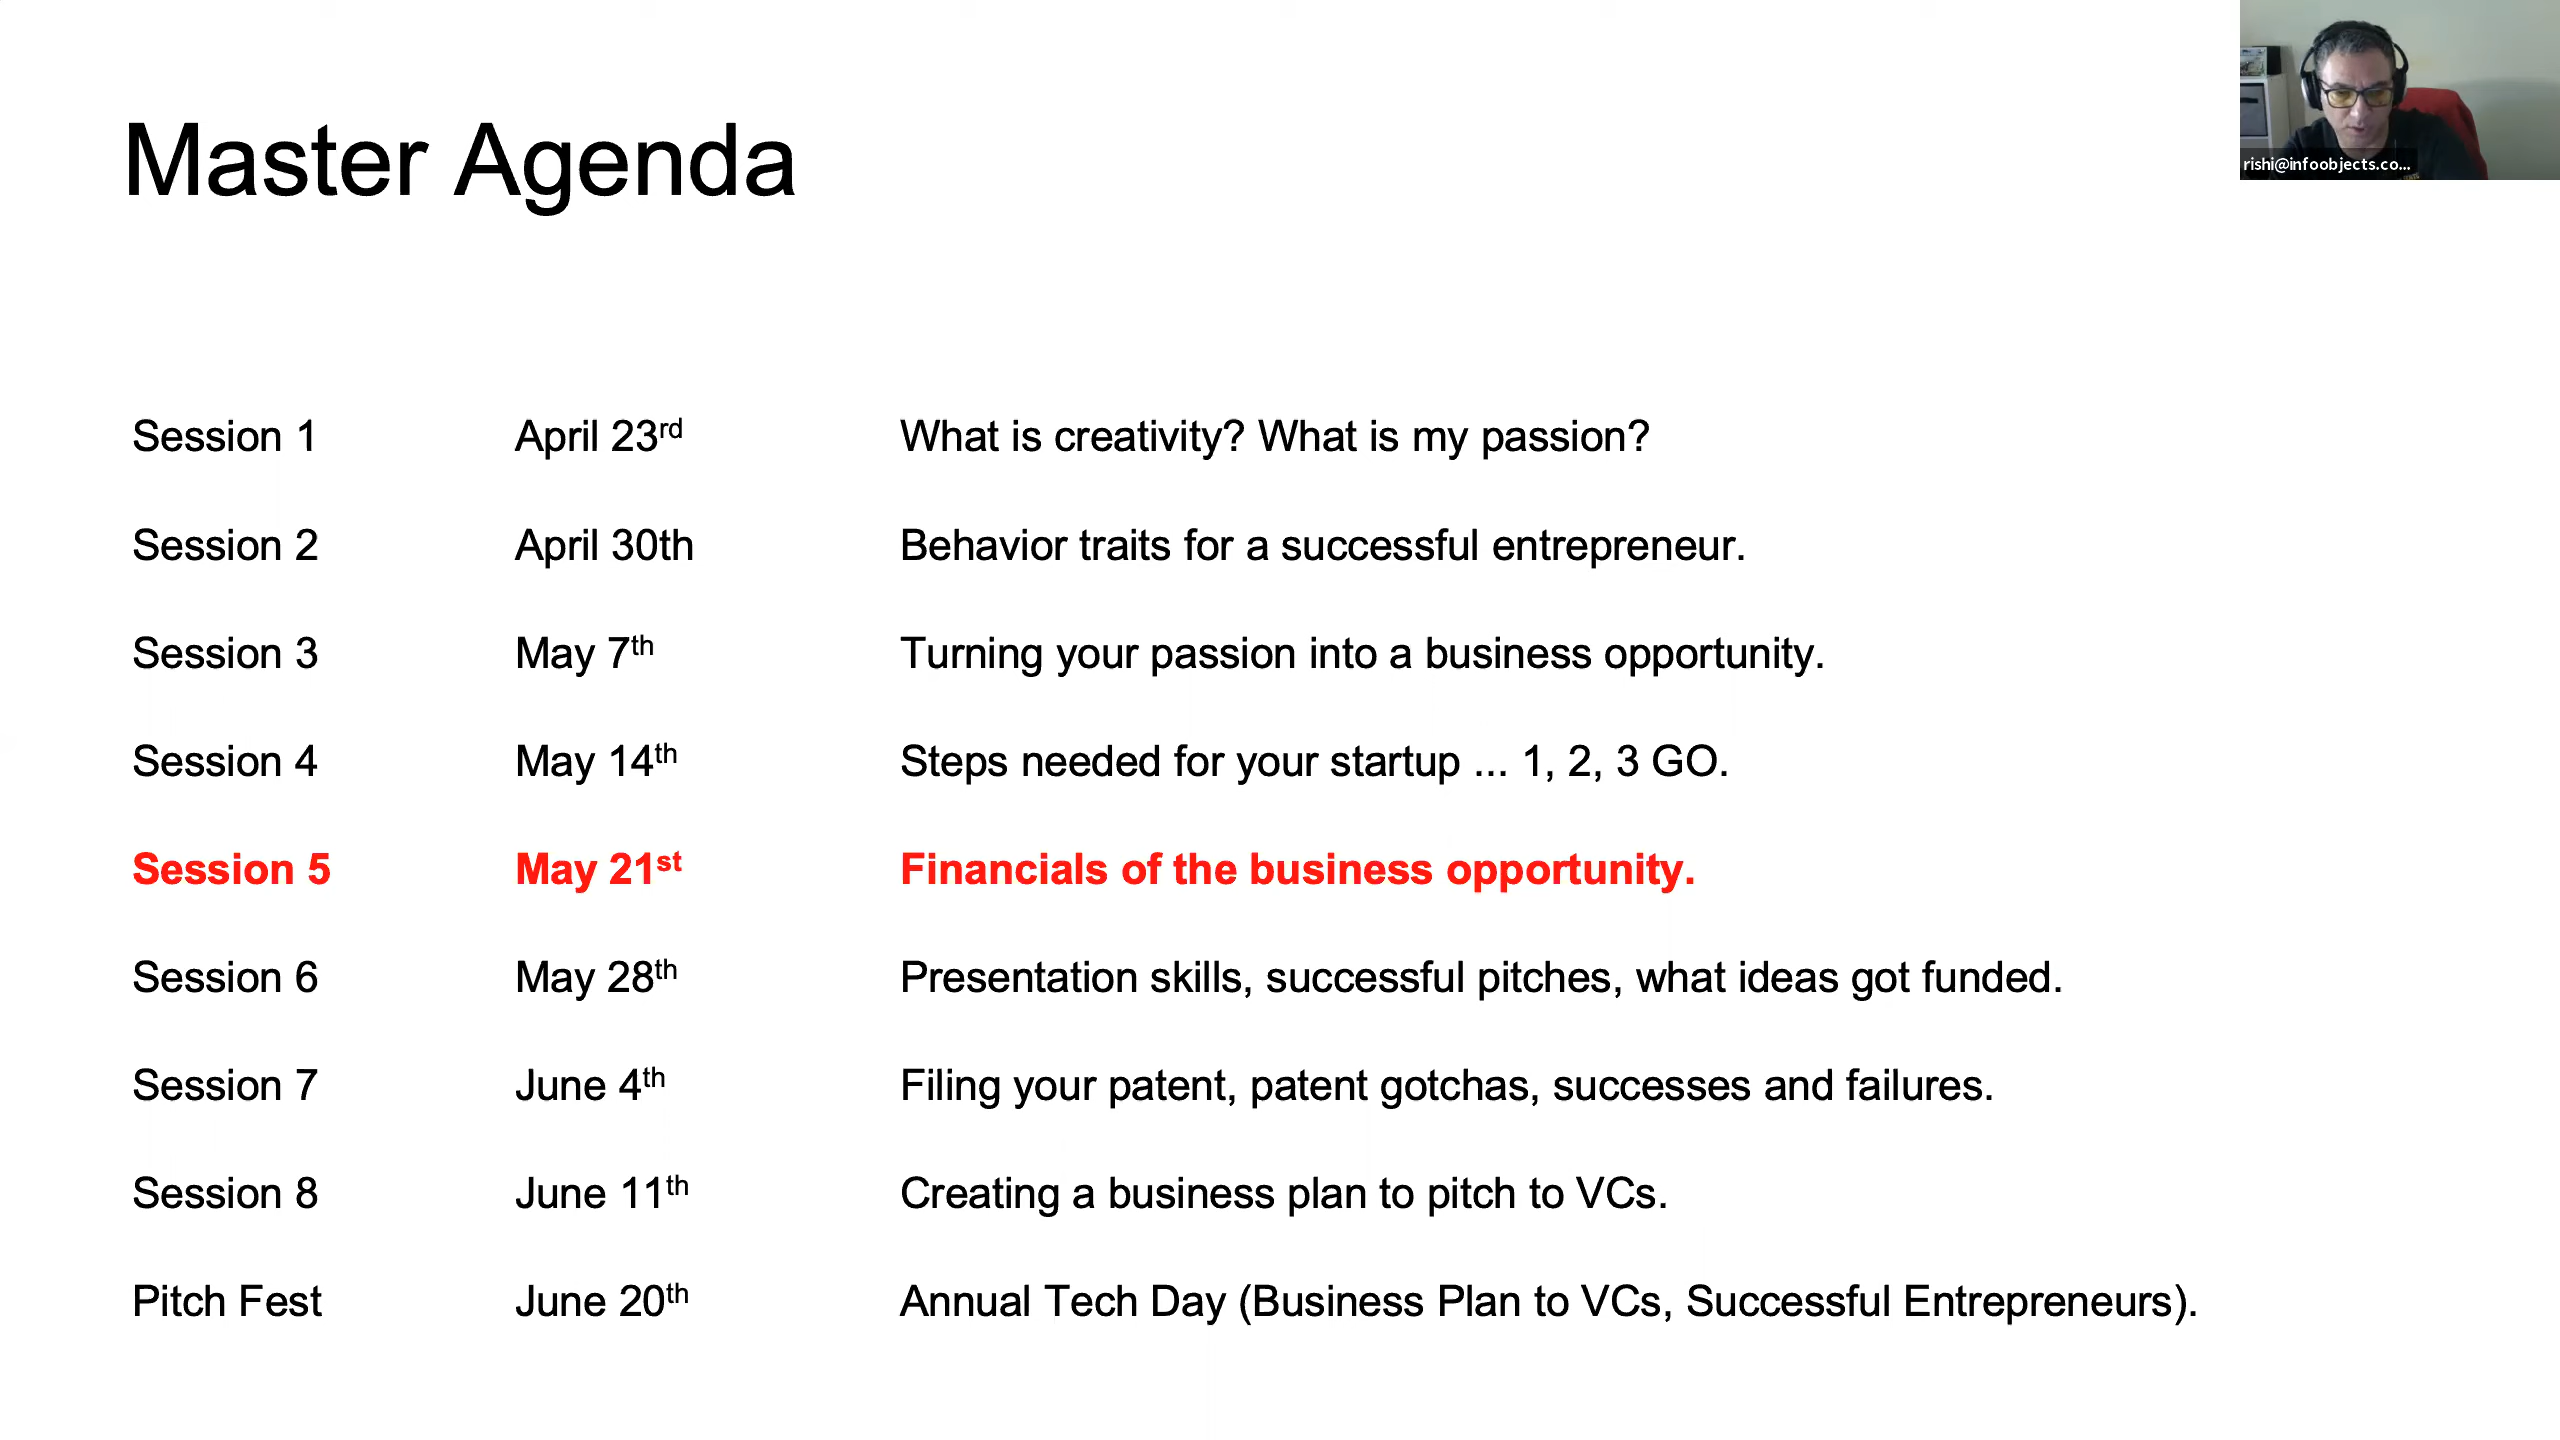 Master Agenda
rishi@infoobjects.co...
Session 1 April 23rd What is creativity? What is my passion?
Session 2 April 30th Behavior traits for a successful entrepreneur.
Session 3 May 7th Turning your passion into a business opportunity.
Session 4 May 14th Steps needed for your startup ... 1, 2, 3 GO.
Session 5 May 21st Financials of the business opportunity.
Session 6 May 28th Presentation skills, successful pitches, what ideas got funded.
Session 7 June 4th Filing your patent, patent gotchas, successes and failures.
Session 8 June 11th Creating a business plan to pitch to VCs.
Pitch Fest June 20th Annual Tech Day (Business Plan to VCs, Successful Entrepreneurs).